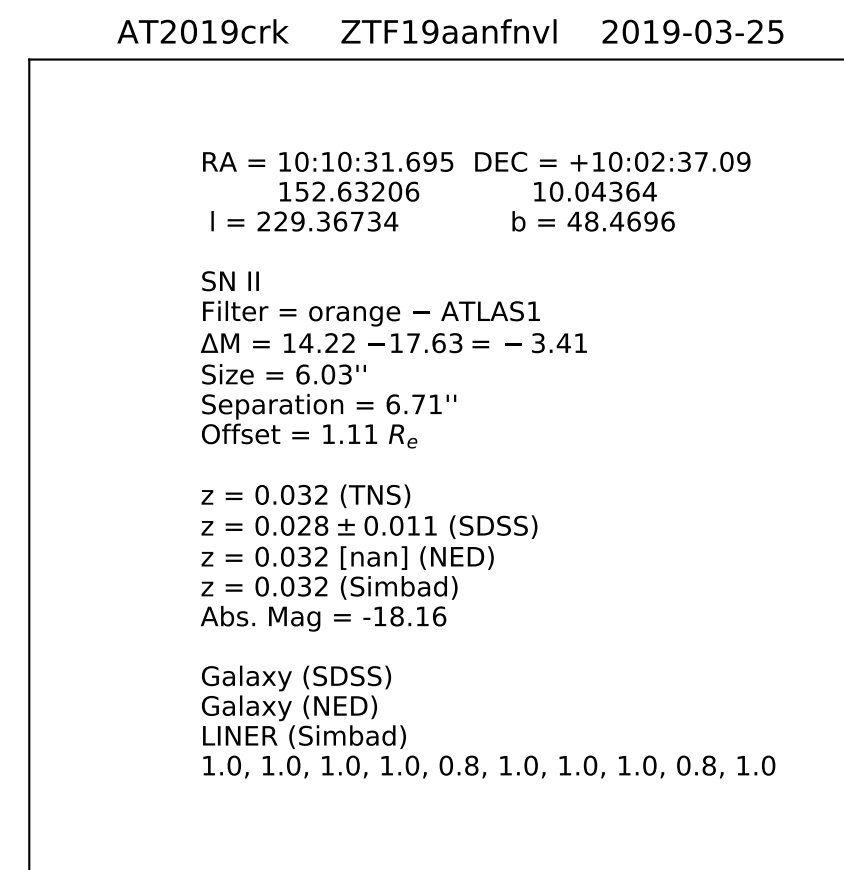 AT2019crk ZTF19aanfnvl 2019-03-25
RA = 10:10:31.695 DEC = +10:02:37.09
152.63206 10.04364
l = 229.36734 b = 48.4696
SN II
Filter = orange − ATLAS1
ΔM = 14.22 −17.63 = − 3.41
Size = 6.03''
Separation = 6.71''
Offset = 1.11 Rₑ
z = 0.032 (TNS)
z = 0.028 ± 0.011 (SDSS)
z = 0.032 [nan] (NED)
z = 0.032 (Simbad)
Abs. Mag = -18.16
Galaxy (SDSS)
Galaxy (NED)
LINER (Simbad)
1.0, 1.0, 1.0, 1.0, 0.8, 1.0, 1.0, 1.0, 0.8, 1.0